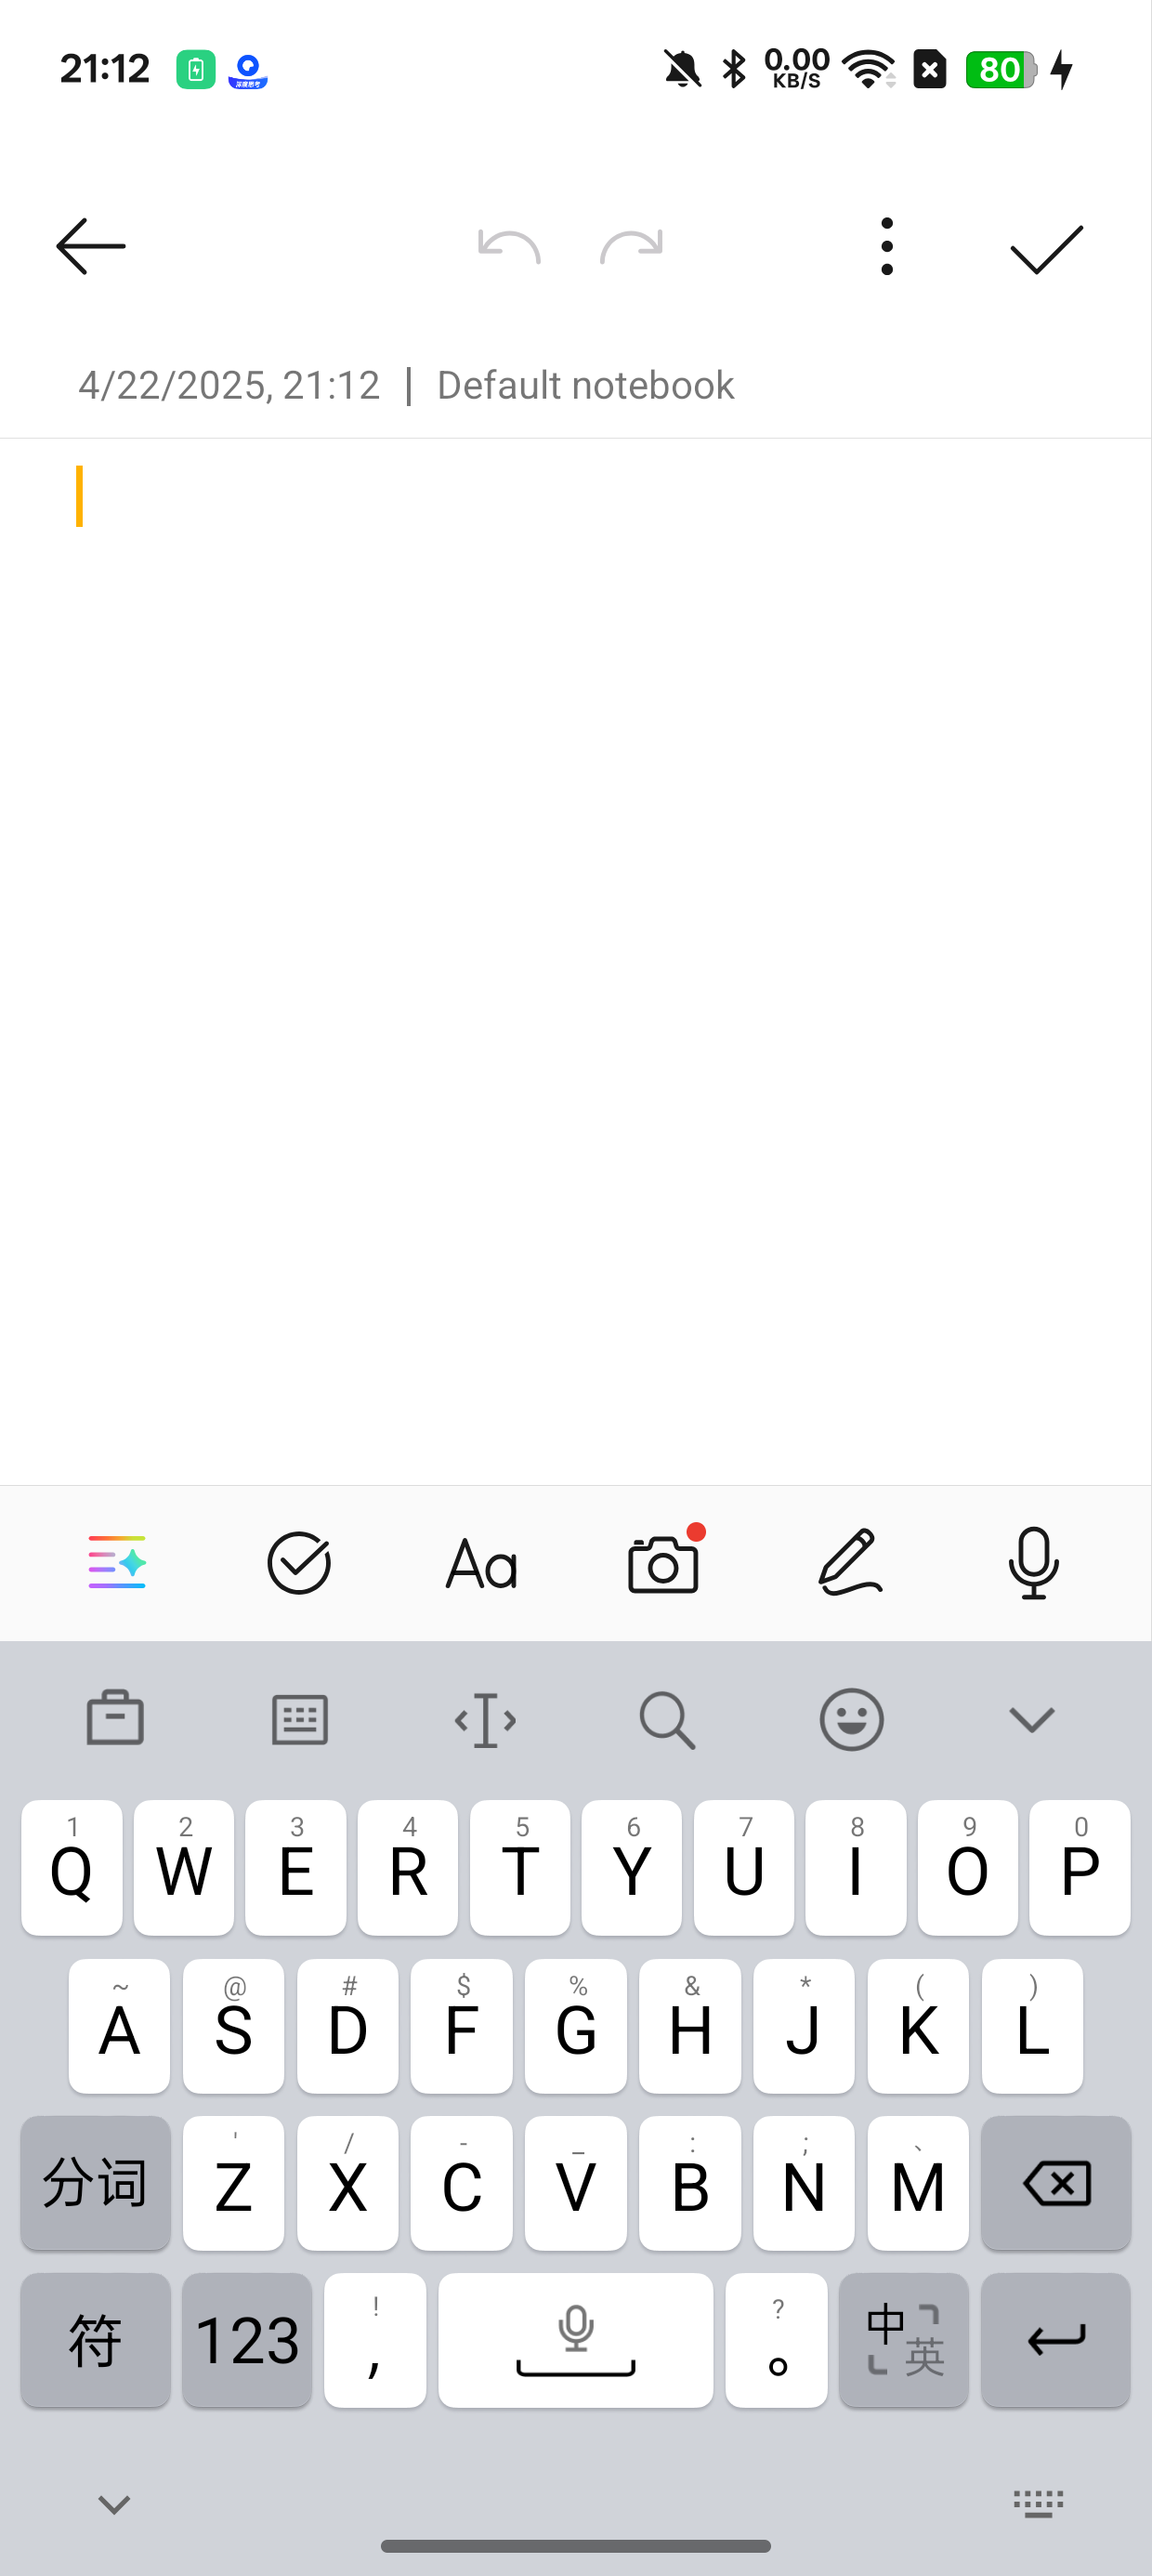 21:12
0.00
KB/S
80
4/22/2025, 21:12 | Default notebook
Aa
1 2 3 4 5 6 7 8 9 0
Q W E R T Y U I O P
~ @ # $ % & * ( )
A S D F G H J K L
' / - _ : ; 、
分词 Z X C V B N M
! ?
符 123 , 。 中 英